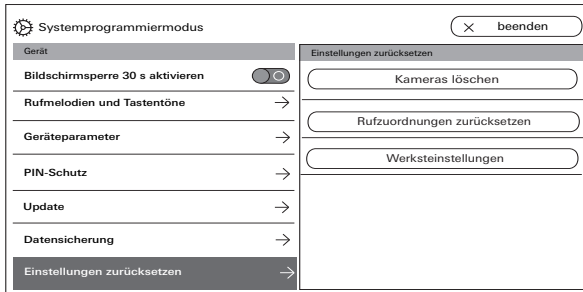 Systemprogrammiermodus
× beenden
Gerät
Bildschirmsperre 30 s aktivieren
Rufmelodien und Tastentöne
Geräteparameter
PIN-Schutz
Update
Datensicherung
Einstellungen zurücksetzen
Einstellungen zurücksetzen
Kameras löschen
Rufzuordnungen zurücksetzen
Werkseinstellungen